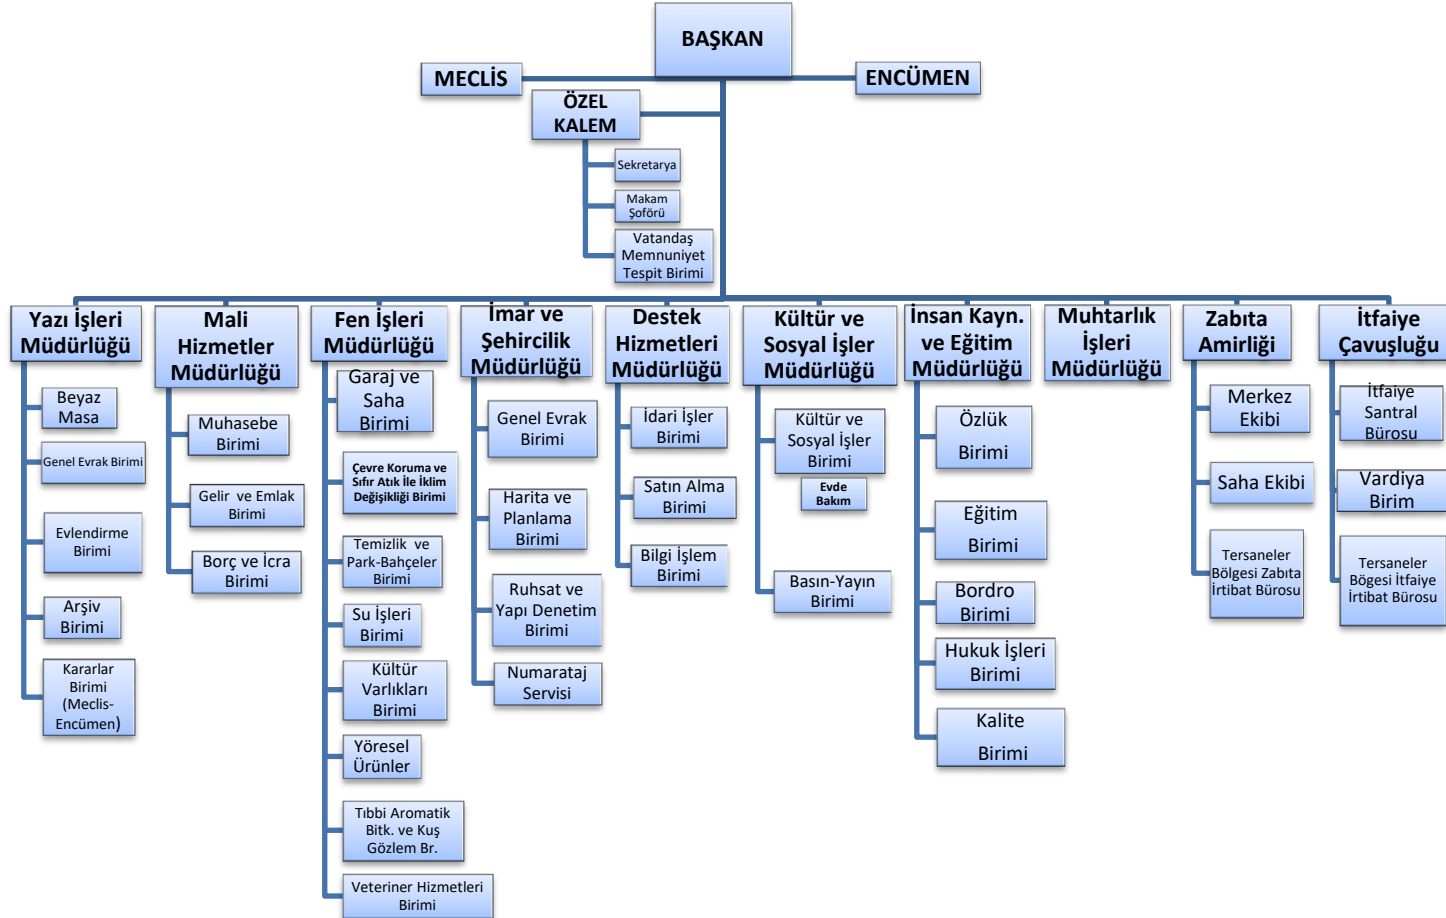 BAŞKAN
MECLİS
ENCÜMEN
ÖZEL
KALEM
Sekretarya
Makam
Şoförü
Vatandaş
Memnuniyet
Tespit Birimi
Yazı İşleri
Müdürlüğü
Beyaz
Masa
Genel Evrak Birimi
Evlendirme
Birimi
Arşiv
Birimi
Kararlar
Birimi
(Meclis-
Encümen)
Mali
Hizmetler
Müdürlüğü
Muhasebe
Birimi
Gelir ve Emlak
Birimi
Borç ve İcra
Birimi
Fen İşleri
Müdürlüğü
Garaj ve
Saha
Birimi
Çevre Koruma ve
Sıfır Atık İle İklim
Değişikliği Birimi
Temizlik ve
Park-Bahçeler
Birimi
Su İşleri
Birimi
Kültür
Varlıkları
Birimi
Yöresel
Ürünler
Tıbbi Aromatik
Bitk. ve Kuş
Gözlem Br.
Veteriner Hizmetleri
Birimi
İmar ve
Şehircilik
Müdürlüğü
Genel Evrak
Birimi
Harita ve
Planlama
Birimi
Ruhsat ve
Yapı Denetim
Birimi
Numarataj
Servisi
Destek
Hizmetleri
Müdürlüğü
İdari İşler
Birimi
Satın Alma
Birimi
Bilgi İşlem
Birimi
Kültür ve
Sosyal İşler
Müdürlüğü
Kültür ve
Sosyal İşler
Birimi
Evde
Bakım
Basın-Yayın
Birimi
İnsan Kayn.
ve Eğitim
Müdürlüğü
Özlük
Birimi
Eğitim
Birimi
Bordro
Birimi
Hukuk İşleri
Birimi
Kalite
Birimi
Muhtarlık
İşleri
Müdürlüğü
Zabıta
Amirliği
Merkez
Ekibi
Saha Ekibi
Tersaneler
Bölgesi Zabıta
İrtibat Bürosu
İtfaiye
Çavuşluğu
İtfaiye
Santral
Bürosu
Vardiya
Birim
Tersaneler
Bögesi İtfaiye
İrtibat Bürosu